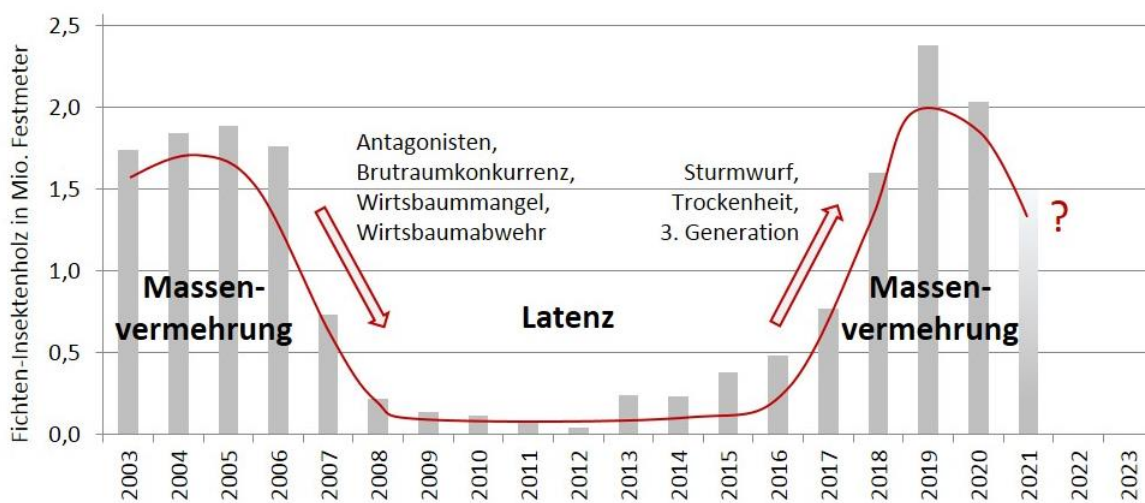 Fichten-Insektenholz in Mio. Festmeter
2,5
2,0
1,5
1,0
0,5
0,0
Antagonisten,
Brutraumkonkurrenz,
Wirtsbaummangel,
Wirtsbaumabwehr
Sturmwurf,
Trockenheit,
3. Generation
?
Massen-
vermehrung
Latenz
Massen-
vermehrung
2003
2004
2005
2006
2007
2008
2009
2010
2011
2012
2013
2014
2015
2016
2017
2018
2019
2020
2021
2022
2023